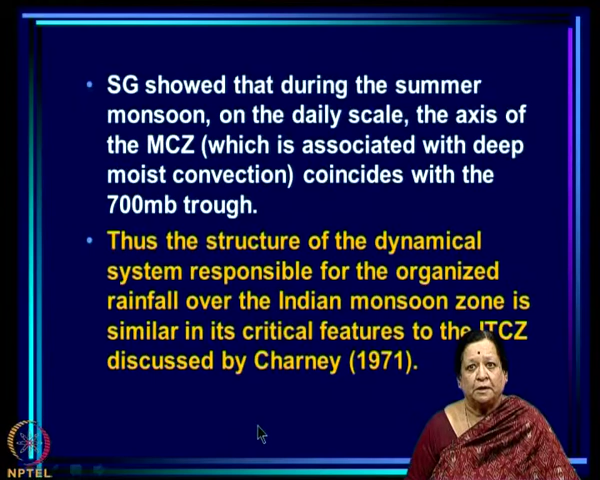 • SG showed that during the summer
monsoon, on the daily scale, the axis of
the MCZ (which is associated with deep
moist convection) coincides with the
700mb trough.
• Thus the structure of the dynamical
system responsible for the organized
rainfall over the Indian monsoon zone is
similar in its critical features to the ITCZ
discussed by Charney (1971).
NPTEL